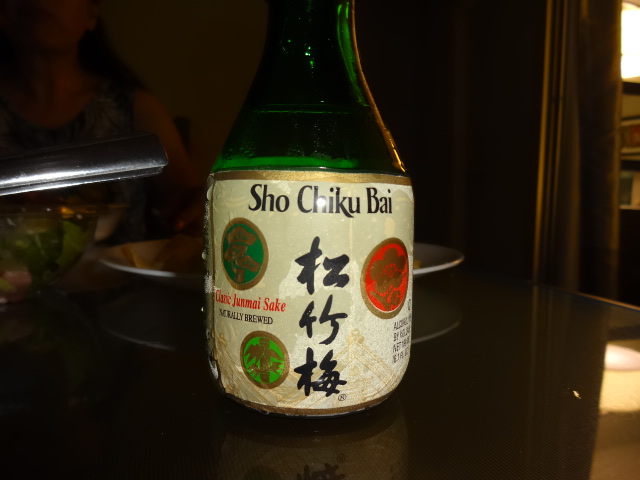 Sho Chiku Bai
松竹梅
Classic Junmai Sake
NATURALLY BREWED
®